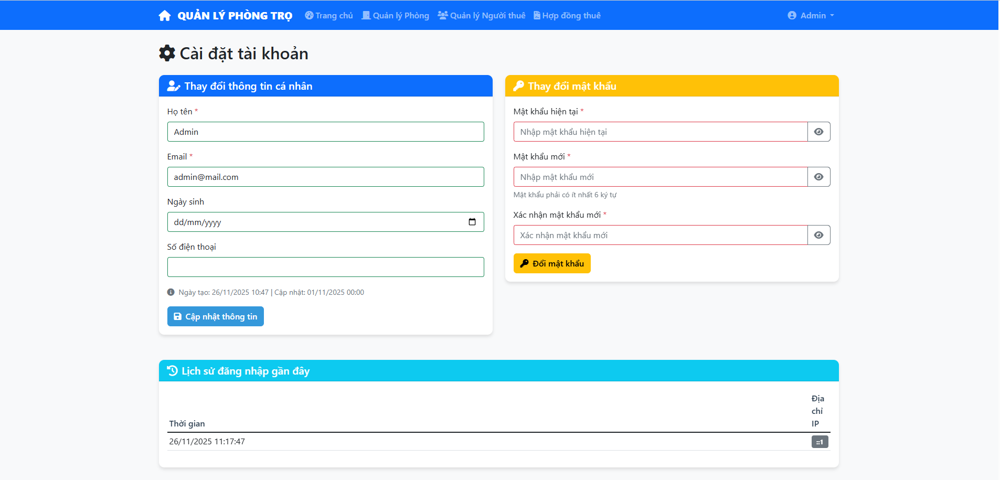 QUẢN LÝ PHÒNG TRỌ Trang chủ Quản lý Phòng Quản lý Người thuê Hợp đồng thuê Admin
Cài đặt tài khoản
Thay đổi thông tin cá nhân
Họ tên *
Admin
Email *
admin@mail.com
Ngày sinh
dd/mm/yyyy
Số điện thoại
Ngày tạo: 26/11/2025 10:47 | Cập nhật: 01/11/2025 00:00
Cập nhật thông tin
Thay đổi mật khẩu
Mật khẩu hiện tại *
Nhập mật khẩu hiện tại
Mật khẩu mới *
Nhập mật khẩu mới
Mật khẩu phải có ít nhất 6 ký tự
Xác nhận mật khẩu mới *
Xác nhận mật khẩu mới
Đổi mật khẩu
Lịch sử đăng nhập gần đây
Thời gian
Địa
chỉ
IP
26/11/2025 11:17:47
::1